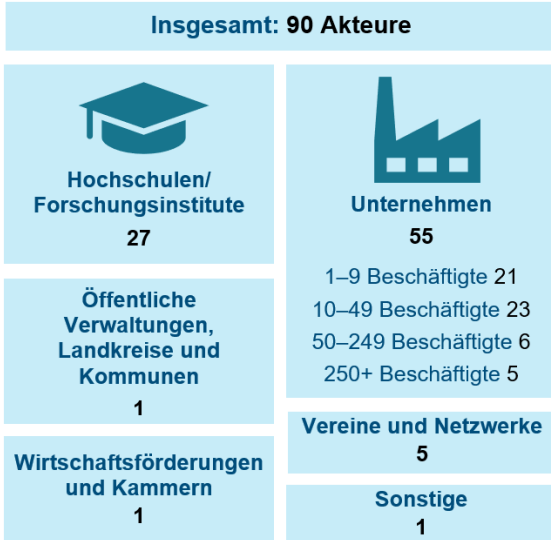 Insgesamt: 90 Akteure
Hochschulen/
Forschungsinstitute
27
Öffentliche
Verwaltungen,
Landkreise und
Kommunen
1
Wirtschaftsförderungen
und Kammern
1
Unternehmen
55
1–9 Beschäftigte 21
10–49 Beschäftigte 23
50–249 Beschäftigte 6
250+ Beschäftigte 5
Vereine und Netzwerke
5
Sonstige
1